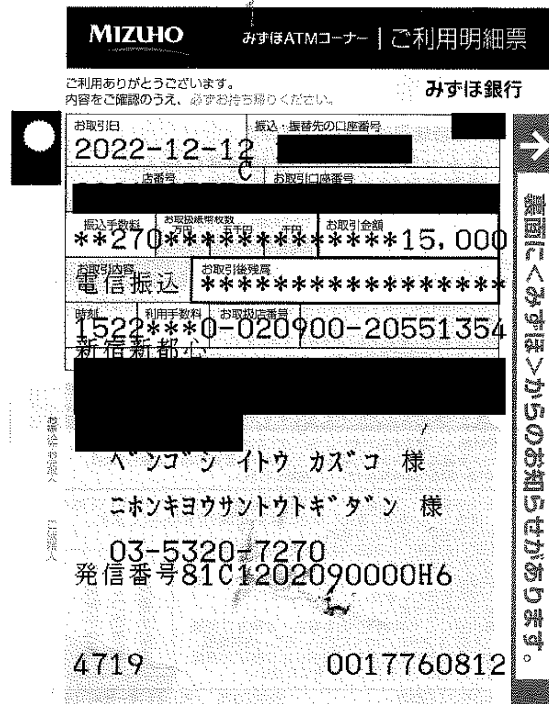 MIZUHO みずほATMコーナー | ご利用明細票
ご利用ありがとうございます。
内容をご確認のうえ、必ずお持ち帰りください。
みずほ銀行
お取引日 振込・振替先の口座番号
2022-12-12
店番号 C お取引口座番号
振込手数料 お取扱紙幣枚数 万円 五千円 千円 お取引金額
**270***************15,000
お取引内容 お取引後残高
電信振込 *****************
時刻 利用手数料 お取扱店番号
1522***0-020900-20551354
新宿新都心
ベンゴシ イトウ カズコ 様
ニホンキヨウサントウトギダン 様
03-5320-7270
発信番号81C1202090000H6
4719 0017760812
裏面に<みずほ>からのお知らせがあります。